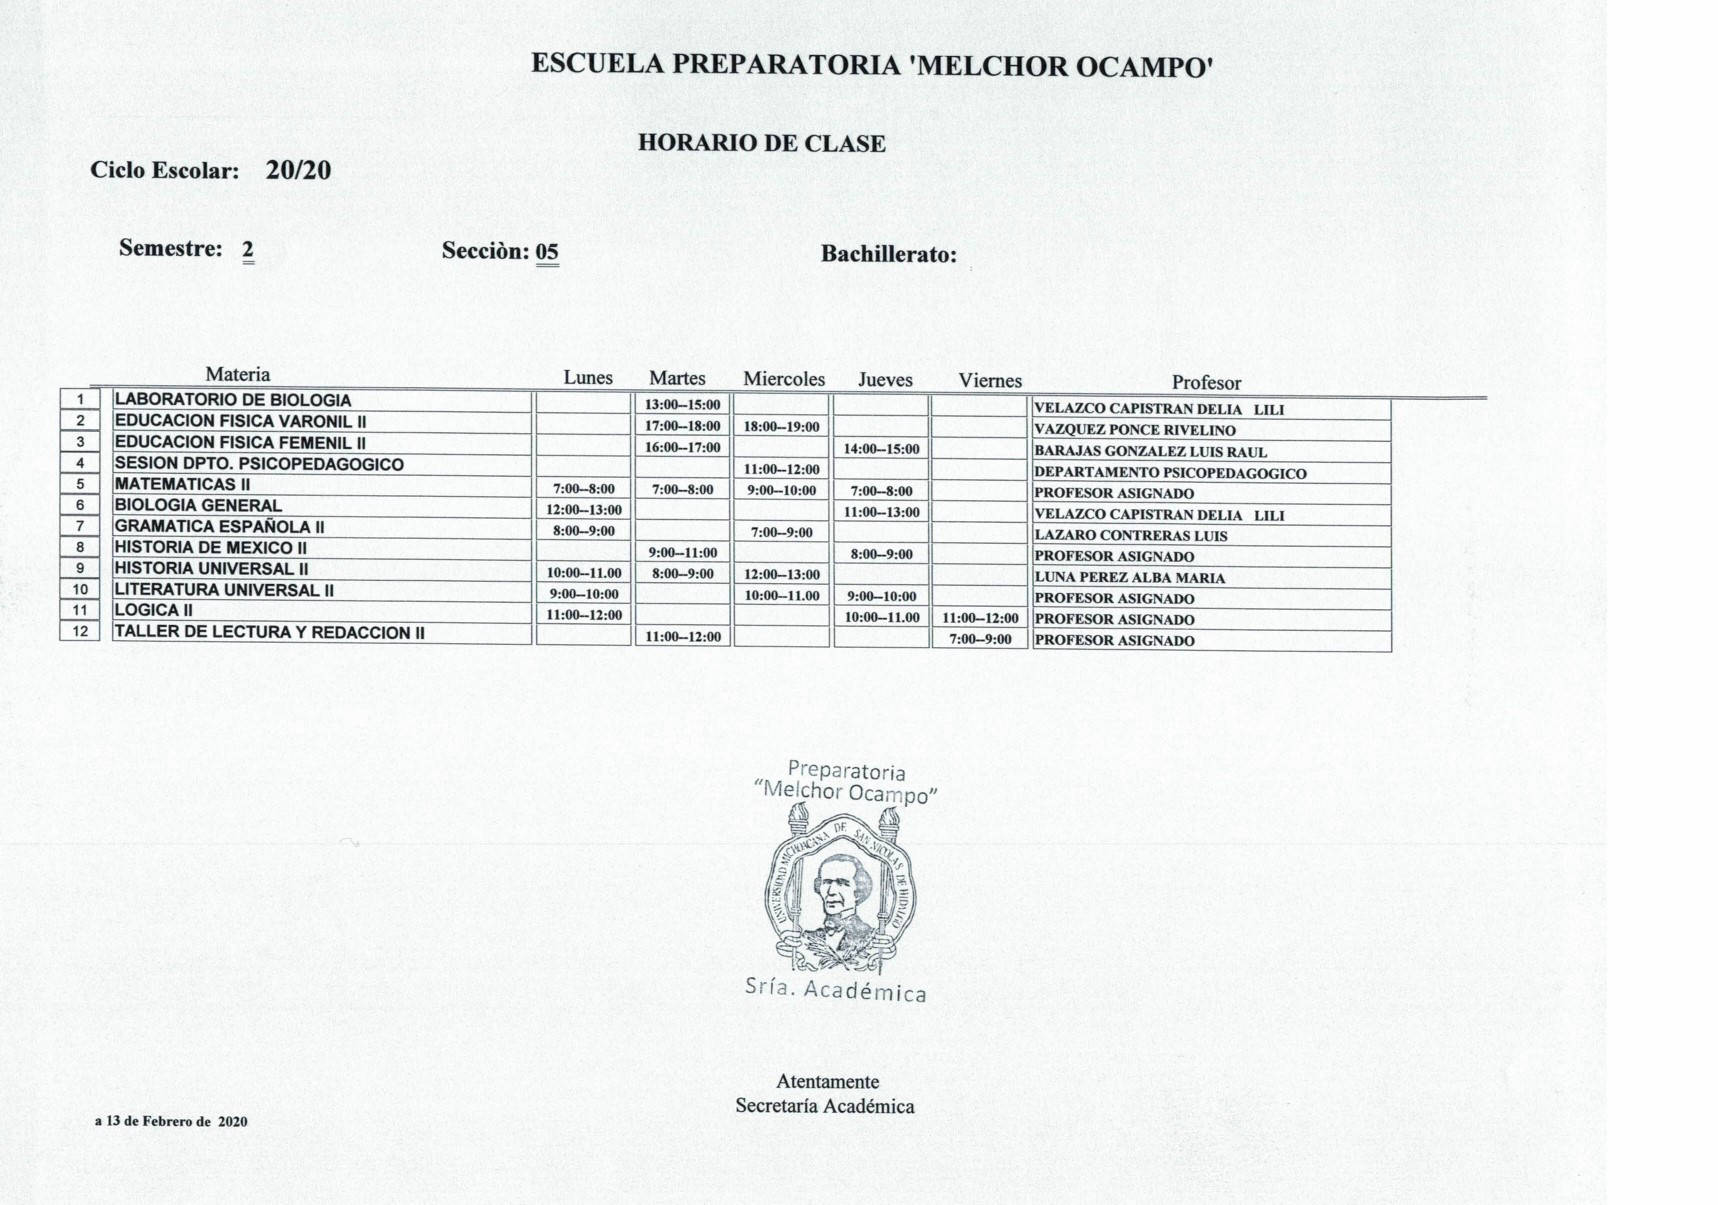 ESCUELA PREPARATORIA 'MELCHOR OCAMPO'
HORARIO DE CLASE
Ciclo Escolar: 20/20
Semestre: 2 Secciòn: 05 Bachillerato:
Materia Lunes Martes Miercoles Jueves Viernes Profesor
1 LABORATORIO DE BIOLOGIA 13:00--15:00 VELAZCO CAPISTRAN DELIA LILI
2 EDUCACION FISICA VARONIL II 17:00--18:00 18:00--19:00 VAZQUEZ PONCE RIVELINO
3 EDUCACION FISICA FEMENIL II 16:00--17:00 14:00--15:00 BARAJAS GONZALEZ LUIS RAUL
4 SESION DPTO. PSICOPEDAGOGICO 11:00--12:00 DEPARTAMENTO PSICOPEDAGOGICO
5 MATEMATICAS II 7:00--8:00 7:00--8:00 9:00--10:00 7:00--8:00 PROFESOR ASIGNADO
6 BIOLOGIA GENERAL 12:00--13:00 11:00--13:00 VELAZCO CAPISTRAN DELIA LILI
7 GRAMATICA ESPAÑOLA II 8:00--9:00 7:00--9:00 LAZARO CONTRERAS LUIS
8 HISTORIA DE MEXICO II 9:00--11:00 8:00--9:00 PROFESOR ASIGNADO
9 HISTORIA UNIVERSAL II 10:00--11.00 8:00--9:00 12:00--13:00 LUNA PEREZ ALBA MARIA
10 LITERATURA UNIVERSAL II 9:00--10:00 10:00--11.00 9:00--10:00 PROFESOR ASIGNADO
11 LOGICA II 11:00--12:00 10:00--11.00 11:00--12:00 PROFESOR ASIGNADO
12 TALLER DE LECTURA Y REDACCION II 11:00--12:00 7:00--9:00 PROFESOR ASIGNADO
Preparatoria
“Melchor Ocampo”
UNIVERSIDAD MICHOACANA DE SAN NICOLAS DE HIDALGO
Sría. Académica
Atentamente
Secretaría Académica
a 13 de Febrero de 2020